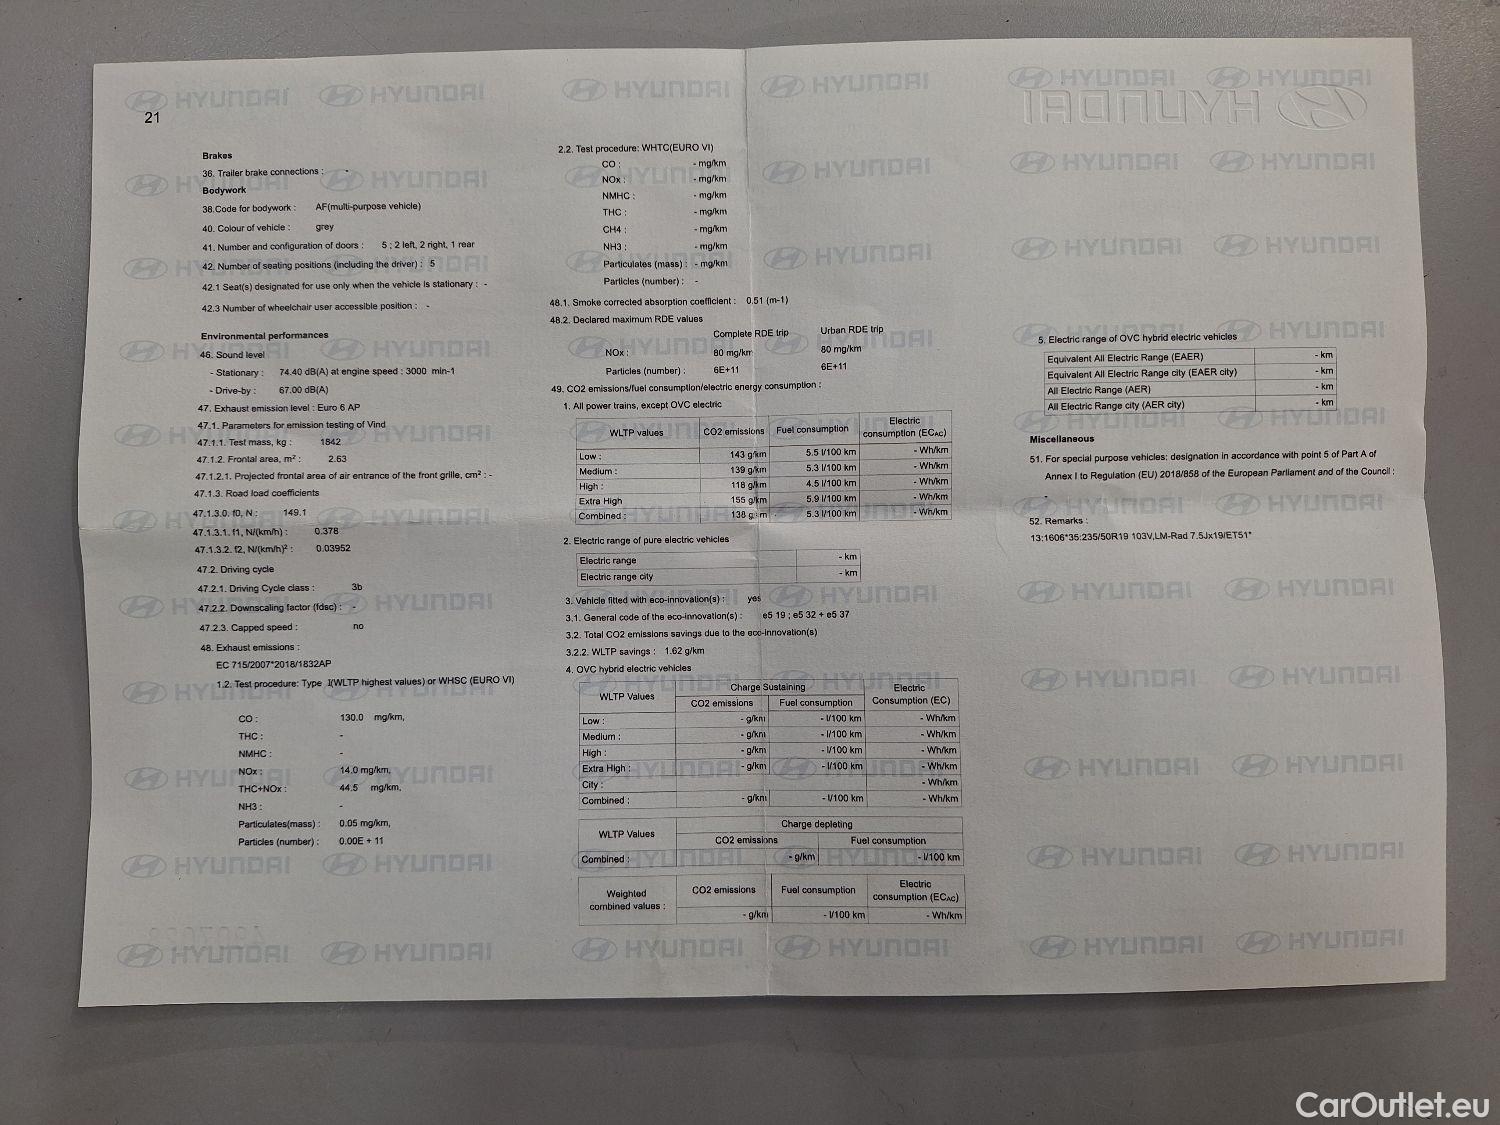 21
Brakes
36. Trailer brake connections : -
Bodywork
38.Code for bodywork : AF(multi-purpose vehicle)
40. Colour of vehicle : grey
41. Number and configuration of doors : 5 ; 2 left, 2 right, 1 rear
42. Number of seating positions (including the driver) : 5
42.1 Seat(s) designated for use only when the vehicle is stationary : -
42.3 Number of wheelchair user accessible position : -
Environmental performances
46. Sound level
- Stationary : 74.40 dB(A) at engine speed : 3000 min-1
- Drive-by : 67.00 dB(A)
47. Exhaust emission level : Euro 6 AP
47.1. Parameters for emission testing of Vind
47.1.1. Test mass, kg : 1842
47.1.2. Frontal area, m² : 2.63
47.1.2.1. Projected frontal area of air entrance of the front grille, cm² : -
47.1.3. Road load coefficients
47.1.3.0. f0, N : 149.1
47.1.3.1. f1, N/(km/h) : 0.378
47.1.3.2. f2, N/(km/h)² : 0.03952
47.2. Driving cycle
47.2.1. Driving Cycle class : 3b
47.2.2. Downscaling factor (fdsc) : -
47.2.3. Capped speed : no
48. Exhaust emissions :
EC 715/2007*2018/1832AP
1.2. Test procedure: Type I(WLTP highest values) or WHSC (EURO VI)
CO : 130.0 mg/km,
THC : -
NMHC : -
NOx : 14.0 mg/km,
THC+NOx : 44.5 mg/km,
NH3 : -
Particulates(mass) : 0.05 mg/km,
Particles (number) : 0.00E + 11
2.2. Test procedure: WHTC(EURO VI)
CO : - mg/km
NOx : - mg/km
NMHC : - mg/km
THC : - mg/km
CH4 : - mg/km
NH3 : - mg/km
Particulates (mass) : - mg/km
Particles (number) : -
48.1. Smoke corrected absorption coefficient : 0.51 (m-1)
48.2. Declared maximum RDE values
Complete RDE trip Urban RDE trip
NOx : 80 mg/km 80 mg/km
Particles (number) : 6E+11 6E+11
49. CO2 emissions/fuel consumption/electric energy consumption :
1. All power trains, except OVC electric
WLTP values CO2 emissions Fuel consumption Electric consumption (ECAC)
Low : 143 g/km 5.5 l/100 km - Wh/km
Medium : 139 g/km 5.3 l/100 km - Wh/km
High : 118 g/km 4.5 l/100 km - Wh/km
Extra High 155 g/km 5.9 l/100 km - Wh/km
Combined : 138 g/km 5.3 l/100 km - Wh/km
2. Electric range of pure electric vehicles
Electric range - km
Electric range city - km
3. Vehicle fitted with eco-innovation(s) : yes
3.1. General code of the eco-innovation(s) : e5 19 ; e5 32 + e5 37
3.2. Total CO2 emissions savings due to the eco-innovation(s)
3.2.2. WLTP savings : 1.62 g/km
4. OVC hybrid electric vehicles
WLTP Values Charge Sustaining Electric Consumption (EC)
CO2 emissions Fuel consumption
Low : - g/km - l/100 km - Wh/km
Medium : - g/km - l/100 km - Wh/km
High : - g/km - l/100 km - Wh/km
Extra High : - g/km - l/100 km - Wh/km
City : - Wh/km
Combined : - g/km - l/100 km - Wh/km
WLTP Values Charge depleting
CO2 emissions Fuel consumption
Combined : - g/km - l/100 km
Weighted combined values : CO2 emissions Fuel consumption Electric consumption (ECAC)
- g/km - l/100 km - Wh/km
HYUNDAI
5. Electric range of OVC hybrid electric vehicles
Equivalent All Electric Range (EAER) - km
Equivalent All Electric Range city (EAER city) - km
All Electric Range (AER) - km
All Electric Range city (AER city) - km
Miscellaneous
51. For special purpose vehicles: designation in accordance with point 5 of Part A of
Annex I to Regulation (EU) 2018/858 of the European Parliament and of the Council :
-
52. Remarks :
13:1606*35:235/50R19 103V,LM-Rad 7.5Jx19/ET51*
CarOutlet.eu